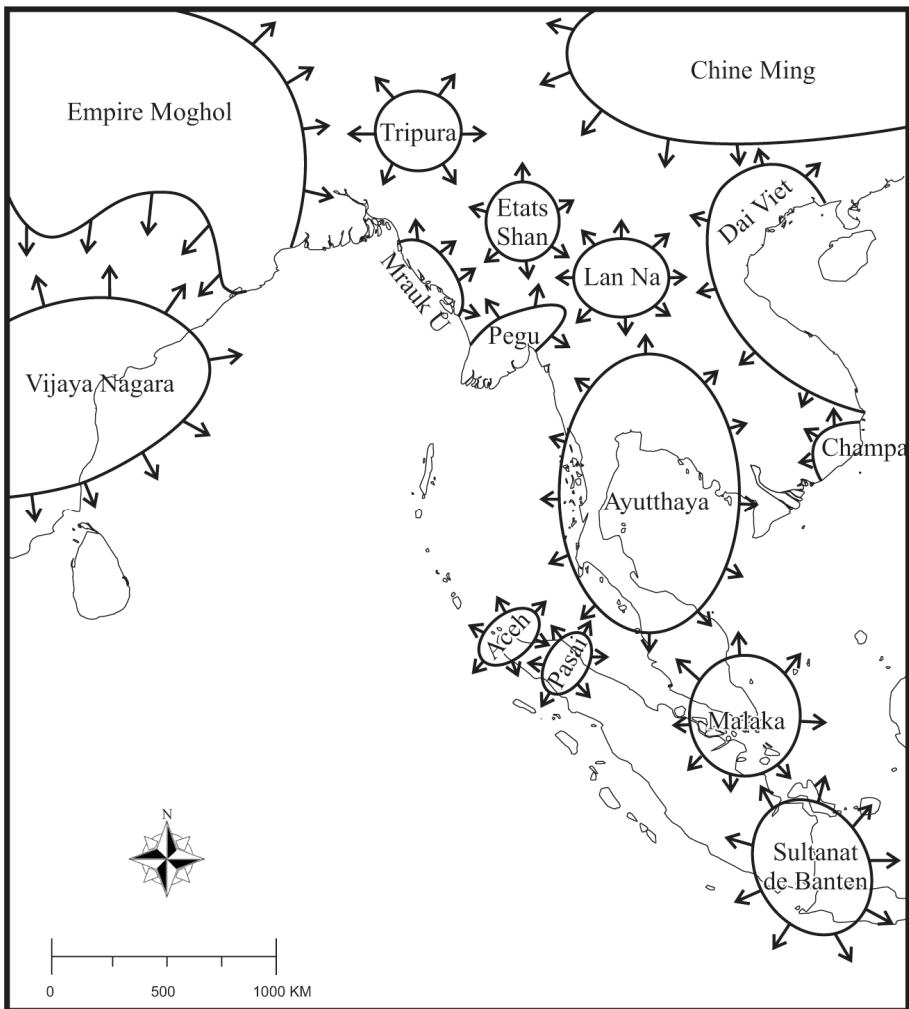 Chine Ming
Empire Moghol
Tripura
Etats
Shan
Dai Viet
Mrauk U
Lan Na
Pegu
Vijaya Nagara
Champa
Ayutthaya
Aceh
Pasai
Malaka
Sultanat
de Banten
N
0 500 1000 KM